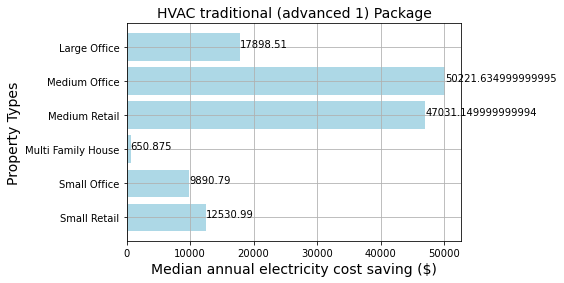 HVAC traditional (advanced 1) Package
Large Office
17898.51
Medium Office
50221.634999999995
Medium Retail
47031.149999999994
Multi Family House
650.875
Small Office
9890.79
Small Retail
12530.99
Property Types
0 10000 20000 30000 40000 50000
Median annual electricity cost saving ($)